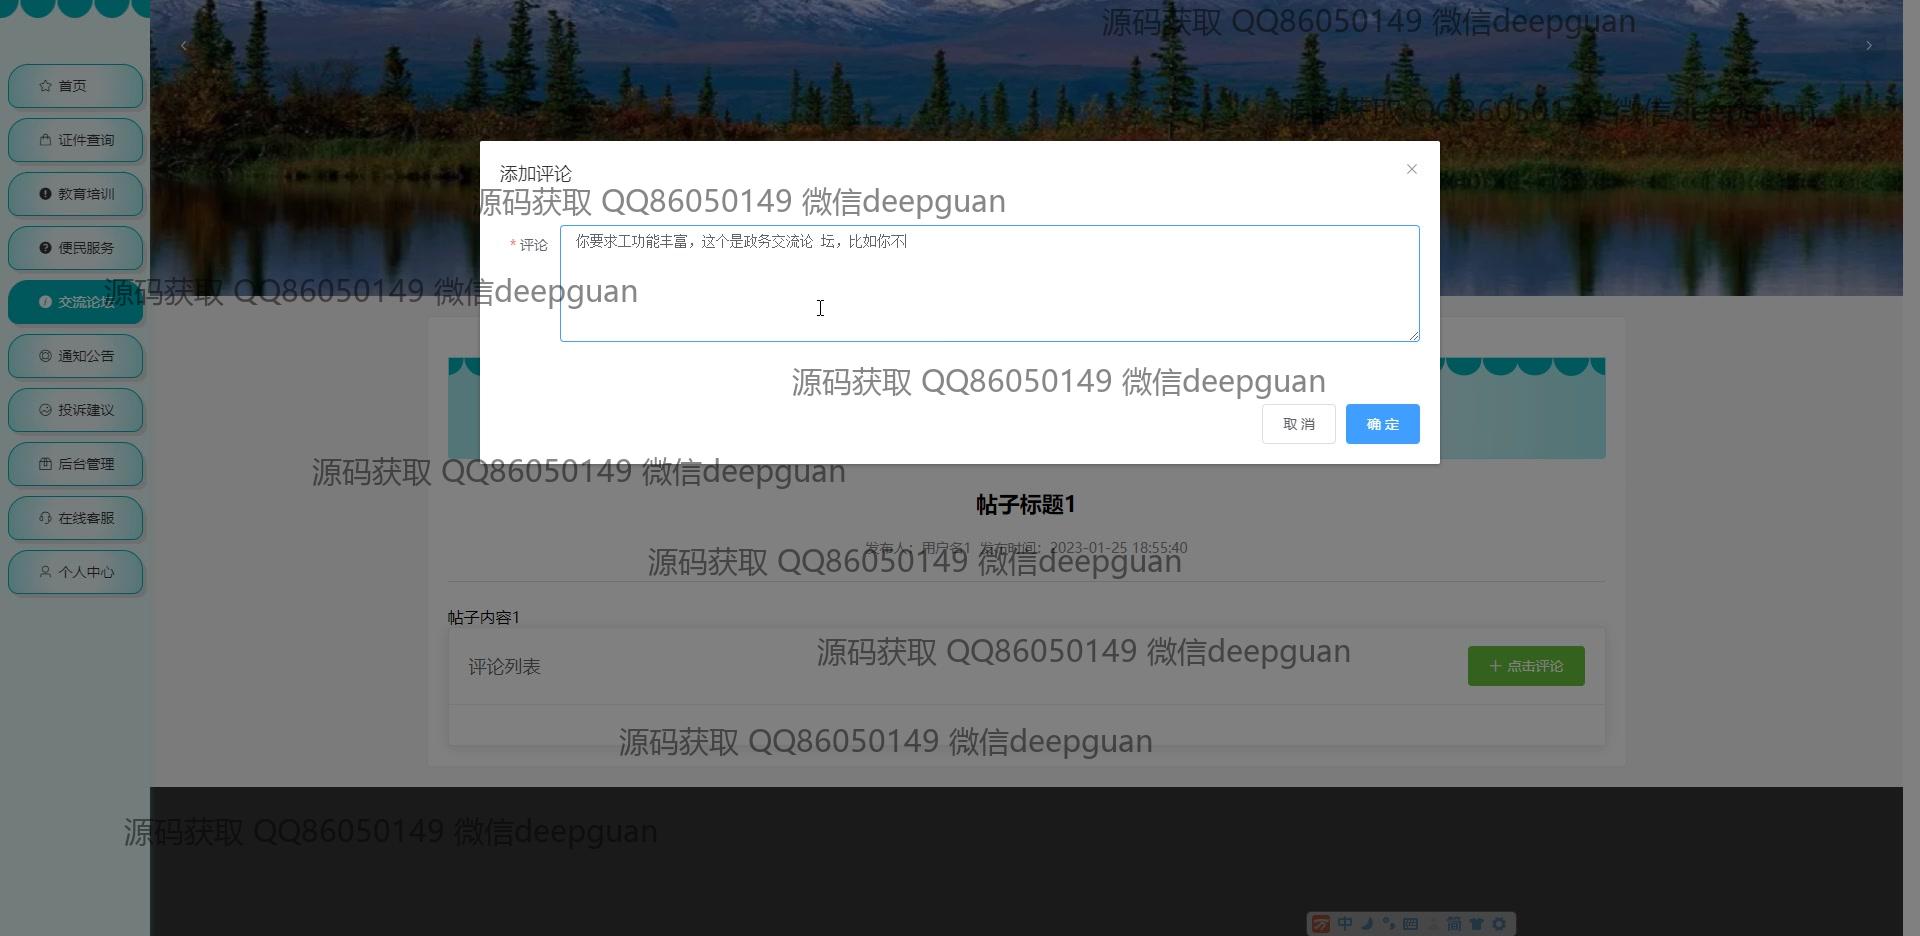 源码获取 QQ86050149 微信deepguan
首页
源码获取 QQ86050149 微信deepguan
证件查询
添加评论
教育培训
源码获取 QQ86050149 微信deepguan
* 评论
你要求工功能丰富，这个是政务交流论 坛，比如你不
便民服务
源码获取 QQ86050149 微信deepguan
交流论坛
通知公告
源码获取 QQ86050149 微信deepguan
投诉建议
取消
确定
后台管理
源码获取 QQ86050149 微信deepguan
帖子标题1
在线客服
发布人：用户名1 发布时间：2023-01-25 18:55:40
源码获取 QQ86050149 微信deepguan
个人中心
帖子内容1
源码获取 QQ86050149 微信deepguan
评论列表
点击评论
源码获取 QQ86050149 微信deepguan
源码获取 QQ86050149 微信deepguan
中
简